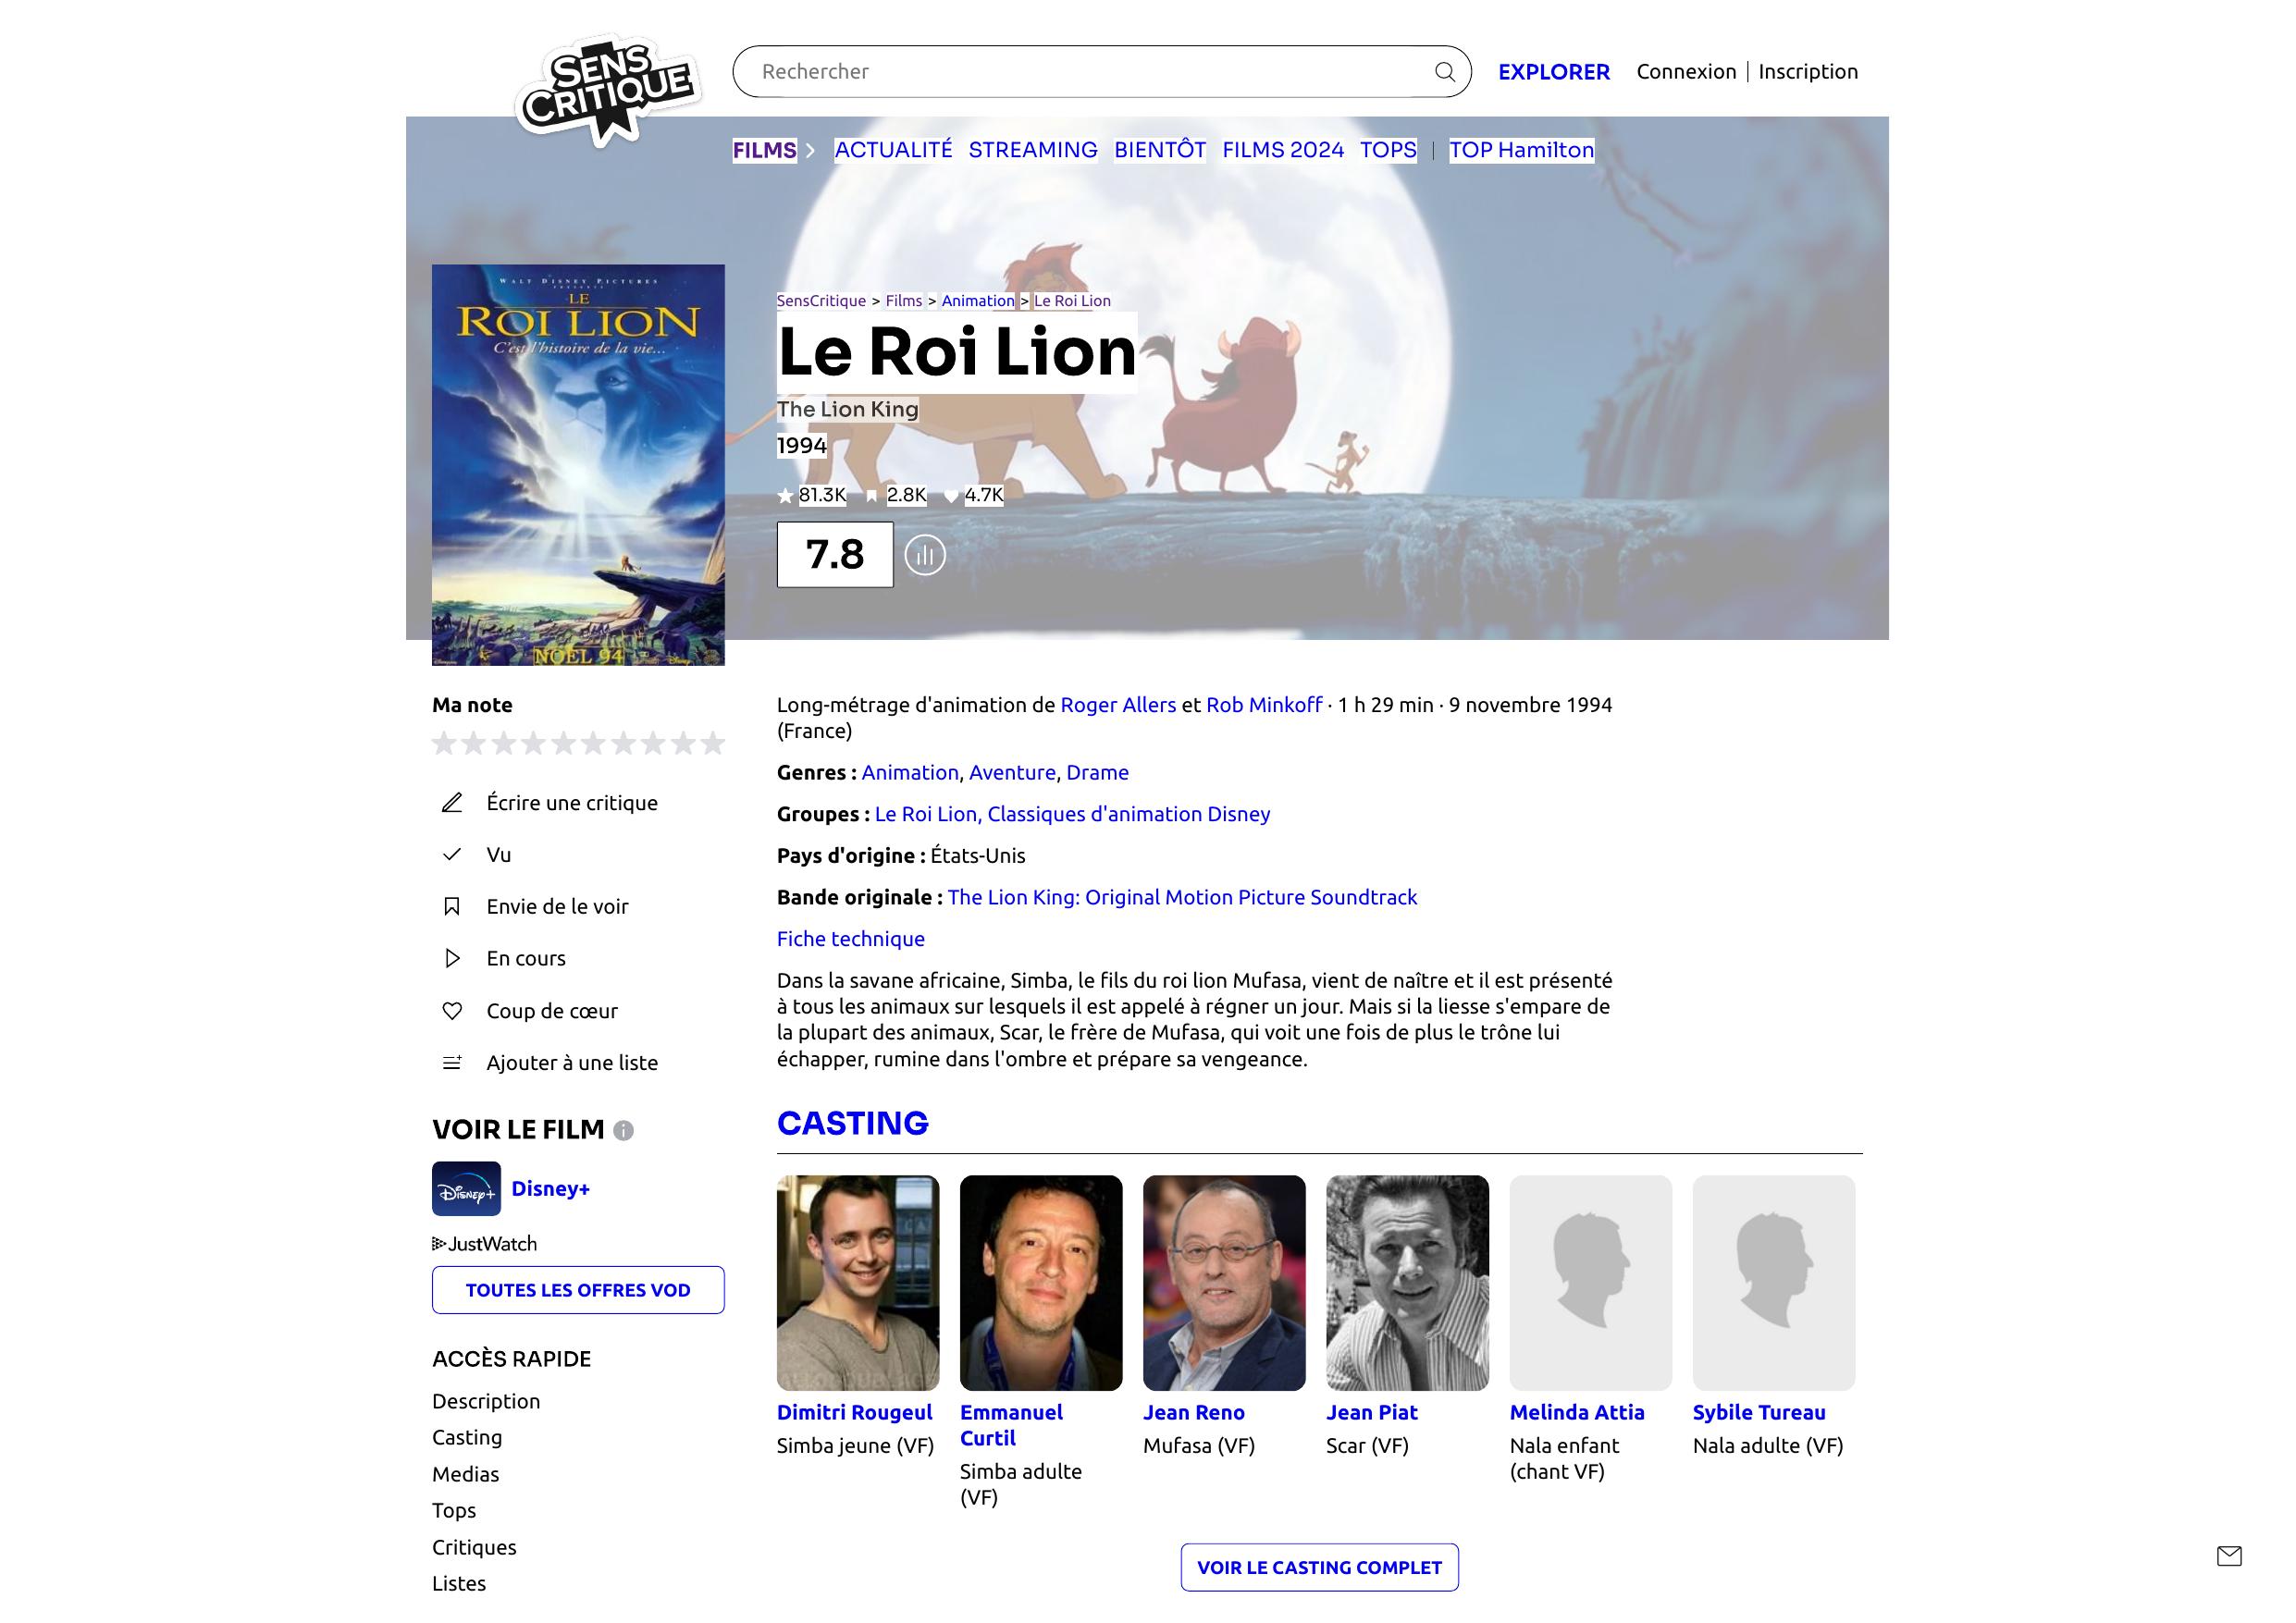 SENS
CRITIQUE
Rechercher
EXPLORER
Connexion | Inscription
FILMS
ACTUALITÉ
STREAMING
BIENTÔT
FILMS 2024
TOPS
|
TOP Hamilton
WALT DISNEY PICTURES
LE
ROI LION
C'est l'histoire de la vie...
NOËL 94
SensCritique > Films > Animation > Le Roi Lion
Le Roi Lion
The Lion King
1994
81.3K
2.8K
4.7K
7.8
Ma note
Écrire une critique
Vu
Envie de le voir
En cours
Coup de cœur
Ajouter à une liste
VOIR LE FILM
Disney+
Disney+
JustWatch
TOUTES LES OFFRES VOD
ACCÈS RAPIDE
Description
Casting
Medias
Tops
Critiques
Listes
Long-métrage d'animation de Roger Allers et Rob Minkoff · 1 h 29 min · 9 novembre 1994
(France)
Genres : Animation, Aventure, Drame
Groupes : Le Roi Lion, Classiques d'animation Disney
Pays d'origine : États-Unis
Bande originale : The Lion King: Original Motion Picture Soundtrack
Fiche technique
Dans la savane africaine, Simba, le fils du roi lion Mufasa, vient de naître et il est présenté
à tous les animaux sur lesquels il est appelé à régner un jour. Mais si la liesse s'empare de
la plupart des animaux, Scar, le frère de Mufasa, qui voit une fois de plus le trône lui
échapper, rumine dans l'ombre et prépare sa vengeance.
CASTING
Dimitri Rougeul
Simba jeune (VF)
Emmanuel
Curtil
Simba adulte
(VF)
Jean Reno
Mufasa (VF)
Jean Piat
Scar (VF)
Melinda Attia
Nala enfant
(chant VF)
Sybile Tureau
Nala adulte (VF)
VOIR LE CASTING COMPLET